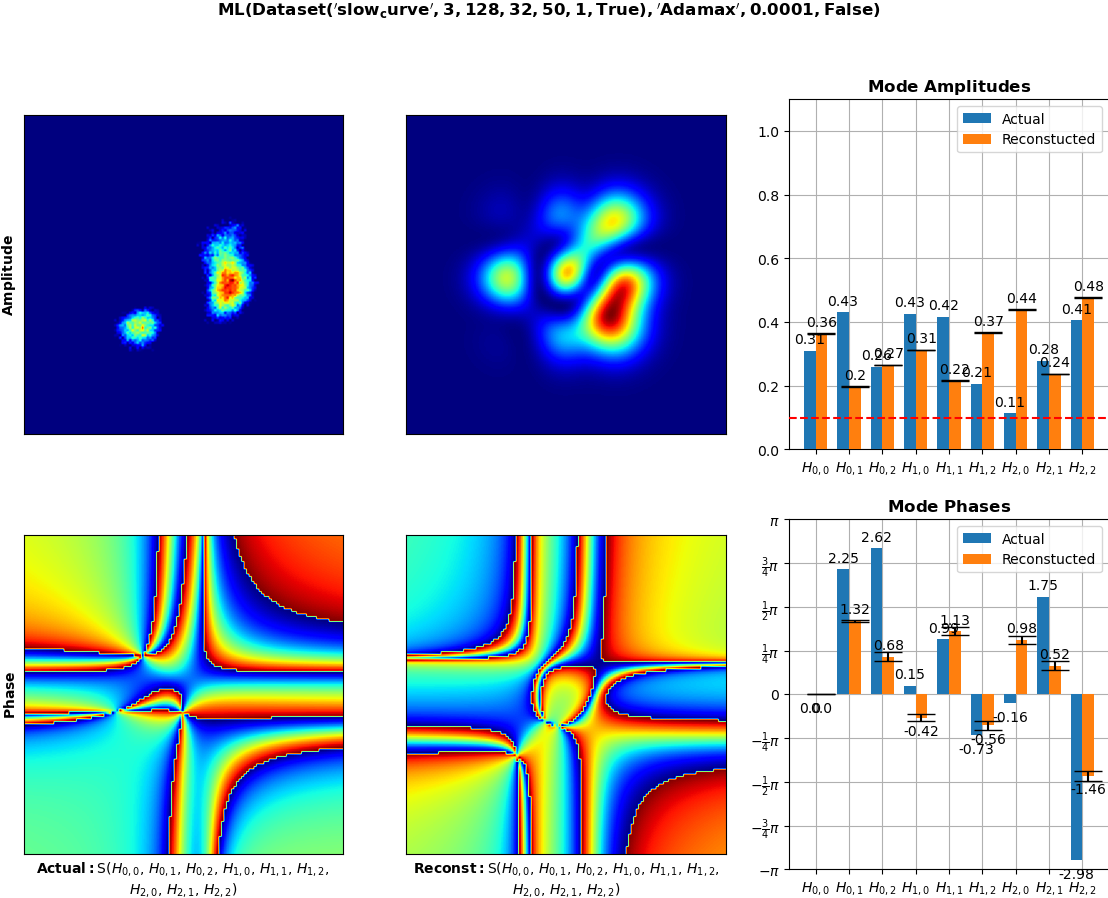 ML(Dataset('slow_curve', 3, 128, 32, 50, 1, True), 'Adamax', 0.0001, False)
Amplitude
Mode Amplitudes
Actual
Reconstucted
1.0
0.8
0.6
0.4
0.2
0.0
0.31
0.36
0.43
0.2
0.26
0.27
0.43
0.31
0.42
0.22
0.21
0.37
0.11
0.44
0.28
0.24
0.41
0.48
H0,0 H0,1 H0,2 H1,0 H1,1 H1,2 H2,0 H2,1 H2,2
Phase
Mode Phases
Actual
Reconstucted
π
3/4π
1/2π
1/4π
0
−1/4π
−1/2π
−3/4π
−π
0.0
0.0
2.25
1.32
2.62
0.68
0.15
-0.42
1.13
-0.73
-0.56
-0.16
0.98
1.75
0.52
-2.98
-1.46
H0,0 H0,1 H0,2 H1,0 H1,1 H1,2 H2,0 H2,1 H2,2
Actual: S(H0,0, H0,1, H0,2, H1,0, H1,1, H1,2,
H2,0, H2,1, H2,2)
Reconst: S(H0,0, H0,1, H0,2, H1,0, H1,1, H1,2,
H2,0, H2,1, H2,2)